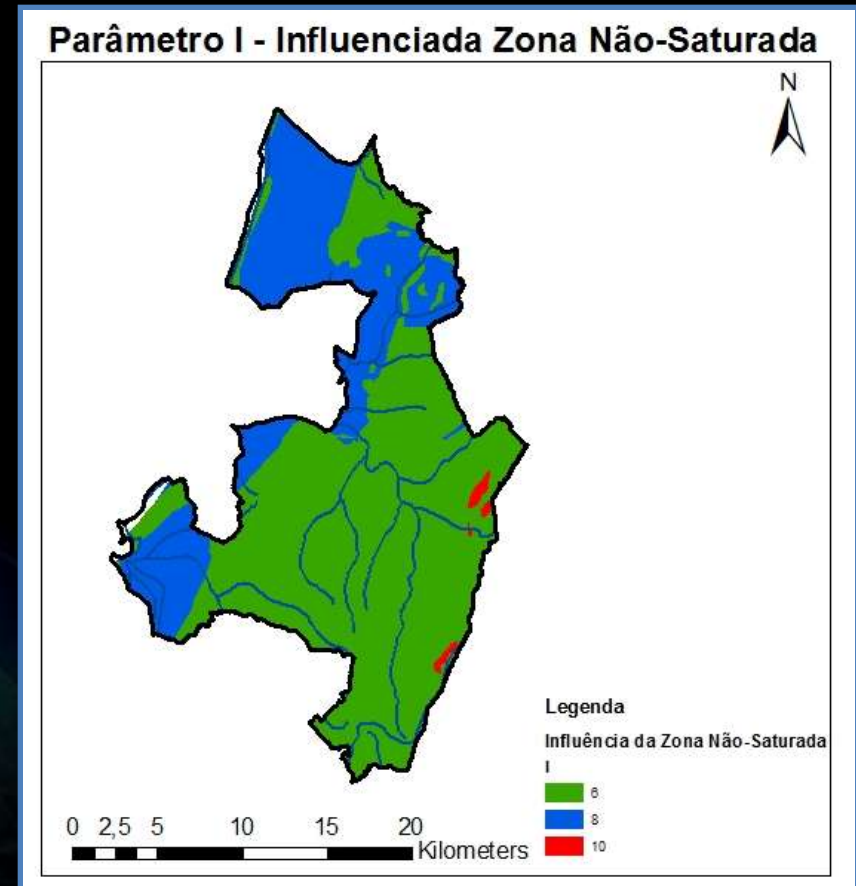 Parâmetro I - Influenciada Zona Não-Saturada
N
Legenda
Influência da Zona Não-Saturada
I
6
8
10
0 2,5 5 10 15 20
Kilometers